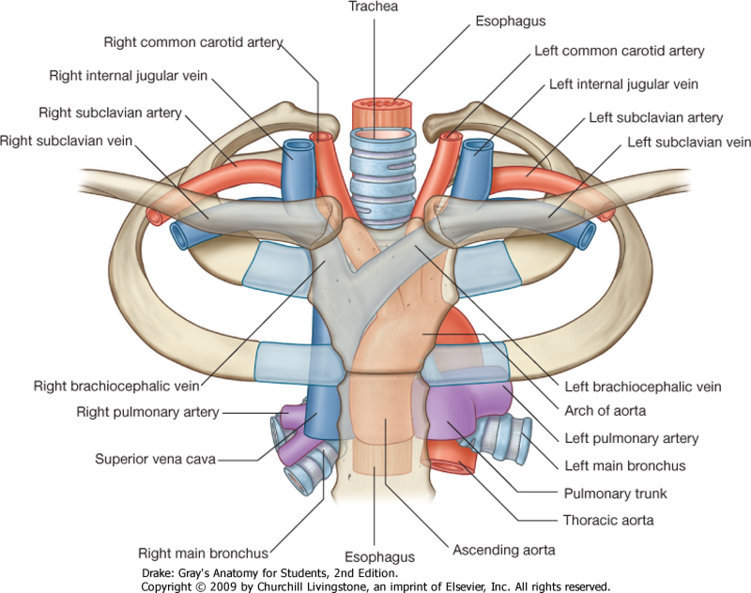 Trachea
Esophagus
Right common carotid artery
Left common carotid artery
Right internal jugular vein
Left internal jugular vein
Right subclavian artery
Left subclavian artery
Right subclavian vein
Left subclavian vein
Right brachiocephalic vein
Left brachiocephalic vein
Right pulmonary artery
Arch of aorta
Left pulmonary artery
Superior vena cava
Left main bronchus
Pulmonary trunk
Thoracic aorta
Right main bronchus
Esophagus
Ascending aorta
Drake: Gray's Anatomy for Students, 2nd Edition.
Copyright © 2009 by Churchill Livingstone, an imprint of Elsevier, Inc. All rights reserved.